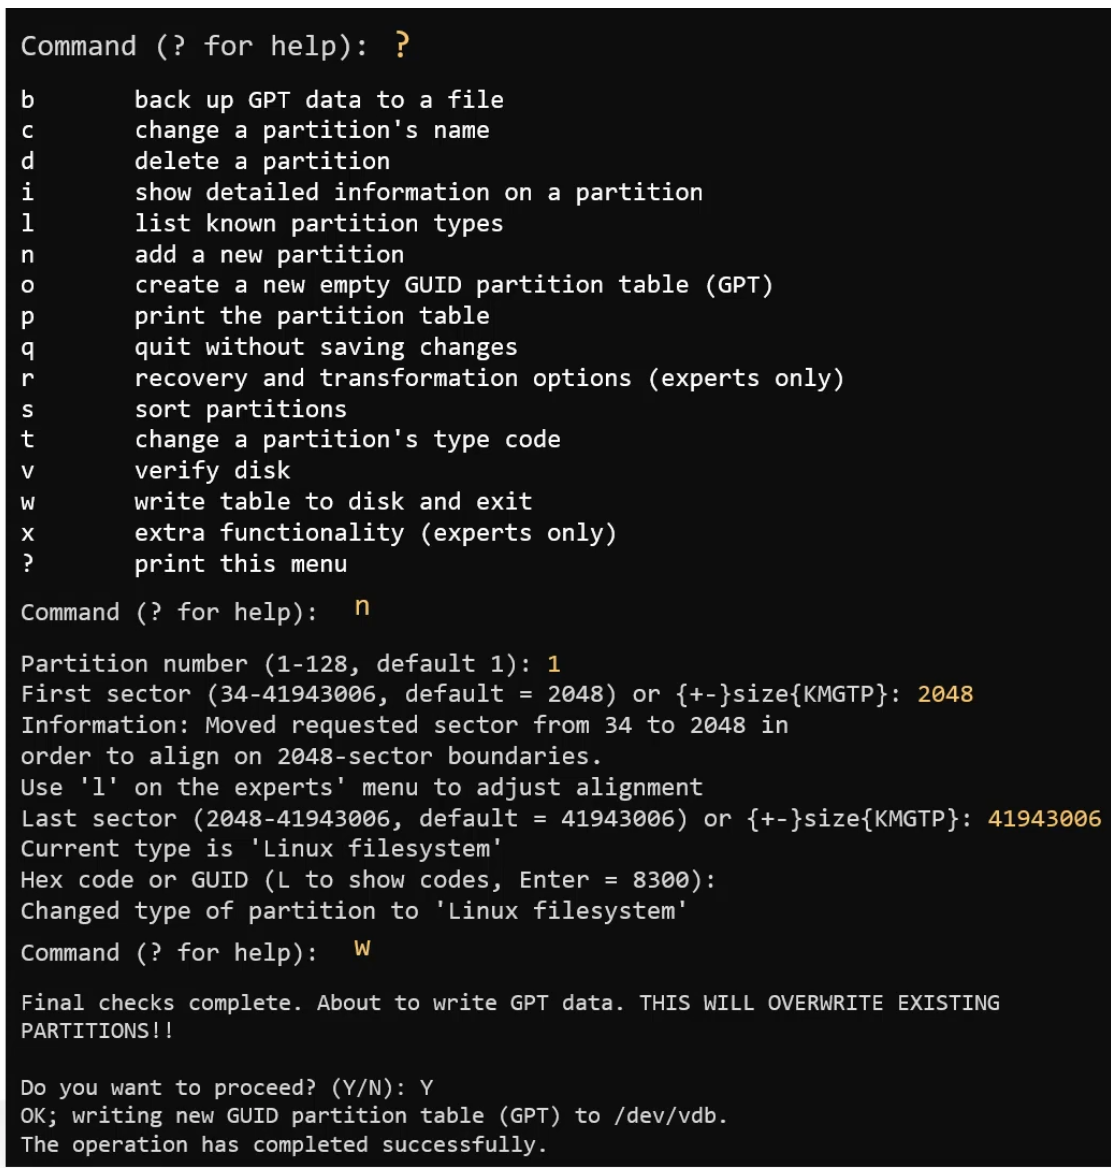 Command (? for help): ?
b       back up GPT data to a file
c       change a partition's name
d       delete a partition
i       show detailed information on a partition
l       list known partition types
n       add a new partition
o       create a new empty GUID partition table (GPT)
p       print the partition table
q       quit without saving changes
r       recovery and transformation options (experts only)
s       sort partitions
t       change a partition's type code
v       verify disk
w       write table to disk and exit
x       extra functionality (experts only)
?       print this menu
Command (? for help): n
Partition number (1-128, default 1): 1
First sector (34-41943006, default = 2048) or {+-}size{KMGTP}: 2048
Information: Moved requested sector from 34 to 2048 in
order to align on 2048-sector boundaries.
Use 'l' on the experts' menu to adjust alignment
Last sector (2048-41943006, default = 41943006) or {+-}size{KMGTP}: 41943006
Current type is 'Linux filesystem'
Hex code or GUID (L to show codes, Enter = 8300):
Changed type of partition to 'Linux filesystem'
Command (? for help): w
Final checks complete. About to write GPT data. THIS WILL OVERWRITE EXISTING
PARTITIONS!!
Do you want to proceed? (Y/N): Y
OK; writing new GUID partition table (GPT) to /dev/vdb.
The operation has completed successfully.